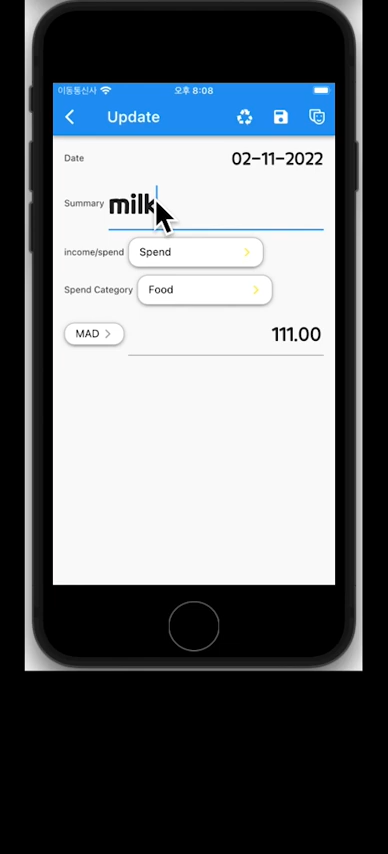 이동통신사 오후 8:08
Update
Date 02-11-2022
Summary milk
income/spend Spend
Spend Category Food
MAD 111.00